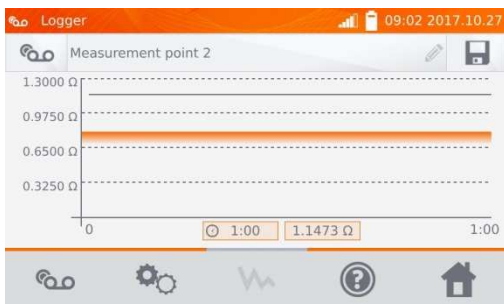 Logger 09:02 2017.10.27
Measurement point 2
1.3000 Ω
0.9750 Ω
0.6500 Ω
0.3250 Ω
0 1:00 1.1473 Ω 1:00